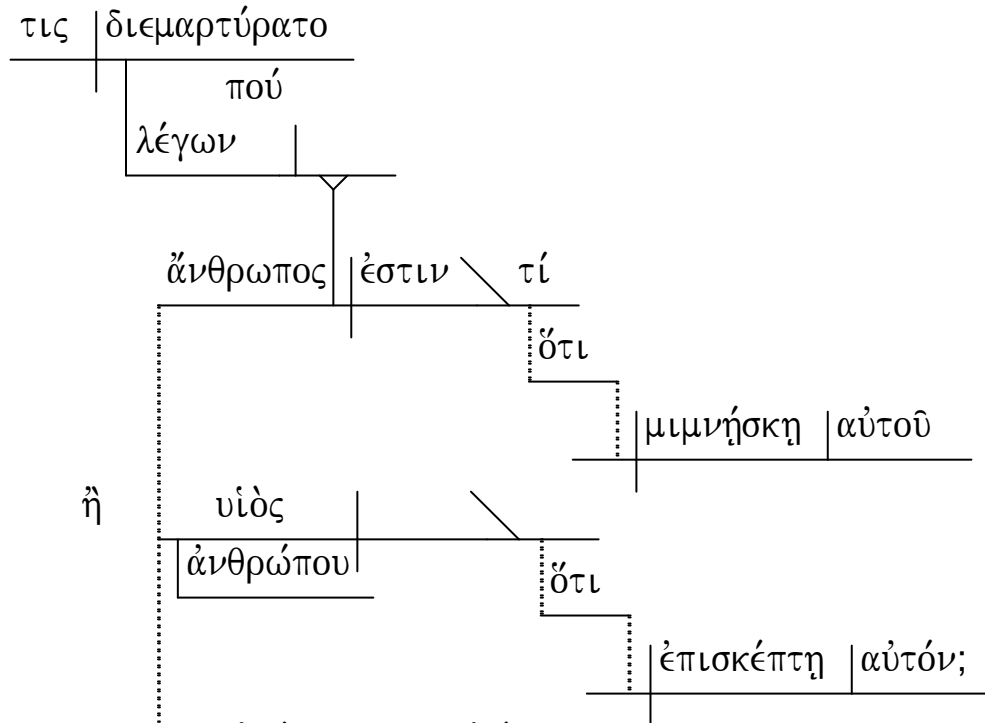 τις διεμαρτύρατο
πού
λέγων
ἄνθρωπος ἐστιν τί
ὅτι
μιμνῄσκῃ αὐτοῦ
ἢ υἱὸς
ἀνθρώπου
ὅτι
ἐπισκέπτῃ αὐτόν;